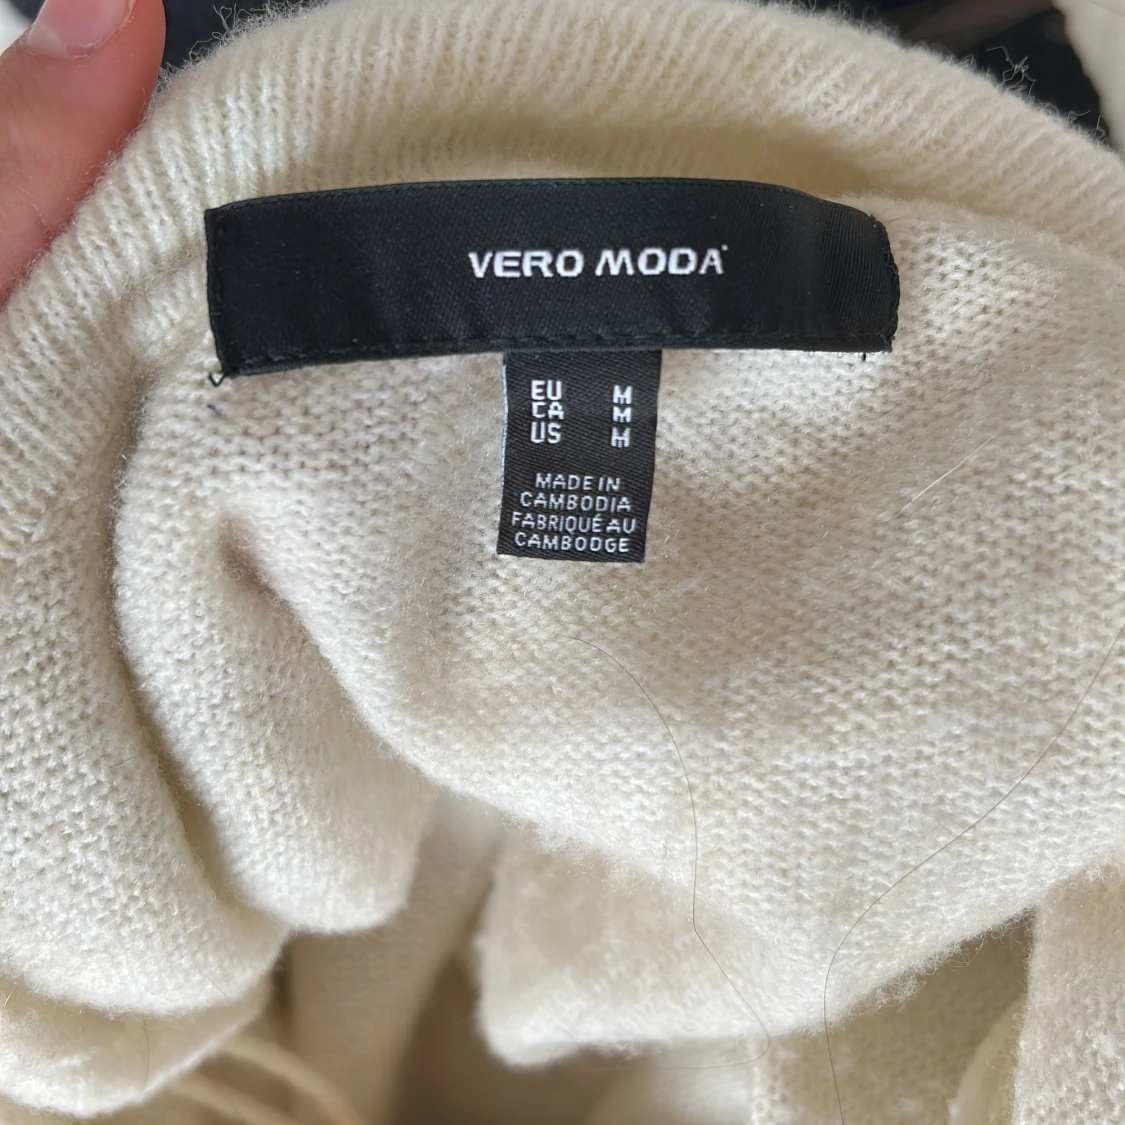 VERO MODA
EU M
CA M
US M
MADE IN
CAMBODIA
FABRIQUÉ AU
CAMBODGE